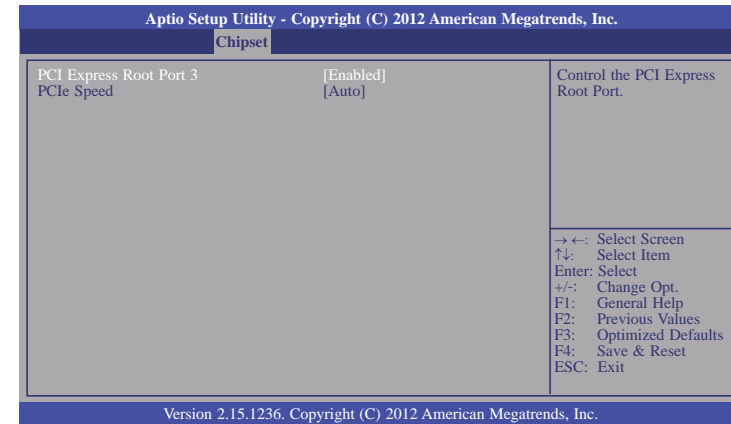 Aptio Setup Utility - Copyright (C) 2012 American Megatrends, Inc.
Chipset
PCI Express Root Port 3 [Enabled]
PCIe Speed [Auto]
Control the PCI Express
Root Port.
→←: Select Screen
↑↓: Select Item
Enter: Select
+/-: Change Opt.
F1: General Help
F2: Previous Values
F3: Optimized Defaults
F4: Save & Reset
ESC: Exit
Version 2.15.1236. Copyright (C) 2012 American Megatrends, Inc.